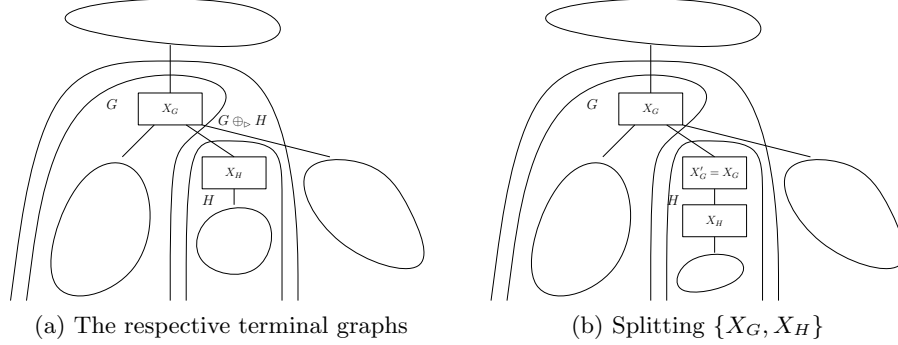 G
X_G
G ⊕_▷ H
X_H
H
(a) The respective terminal graphs
G
X_G
X'_G = X_G
H
X_H
(b) Splitting {X_G, X_H}